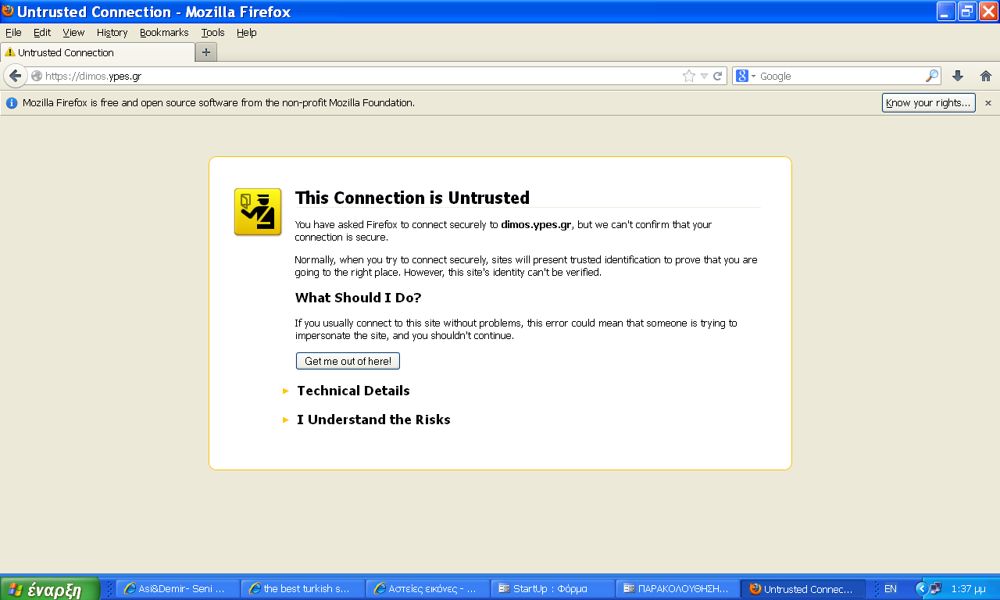 Untrusted Connection - Mozilla Firefox
File Edit View History Bookmarks Tools Help
Untrusted Connection
https://dimos.ypes.gr
Google
Mozilla Firefox is free and open source software from the non-profit Mozilla Foundation.
Know your rights...
This Connection is Untrusted
You have asked Firefox to connect securely to dimos.ypes.gr, but we can't confirm that your
connection is secure.
Normally, when you try to connect securely, sites will present trusted identification to prove that you are
going to the right place. However, this site's identity can't be verified.
What Should I Do?
If you usually connect to this site without problems, this error could mean that someone is trying to
impersonate the site, and you shouldn't continue.
Get me out of here!
Technical Details
I Understand the Risks
έναρξη
Asi&Demir- Seni ...
the best turkish s...
Αστείες εικόνες - ...
StartUp : Φόρμα
ΠΑΡΑΚΟΛΟΥΘΗΣΗ...
Untrusted Connec...
EN
1:37 μμ